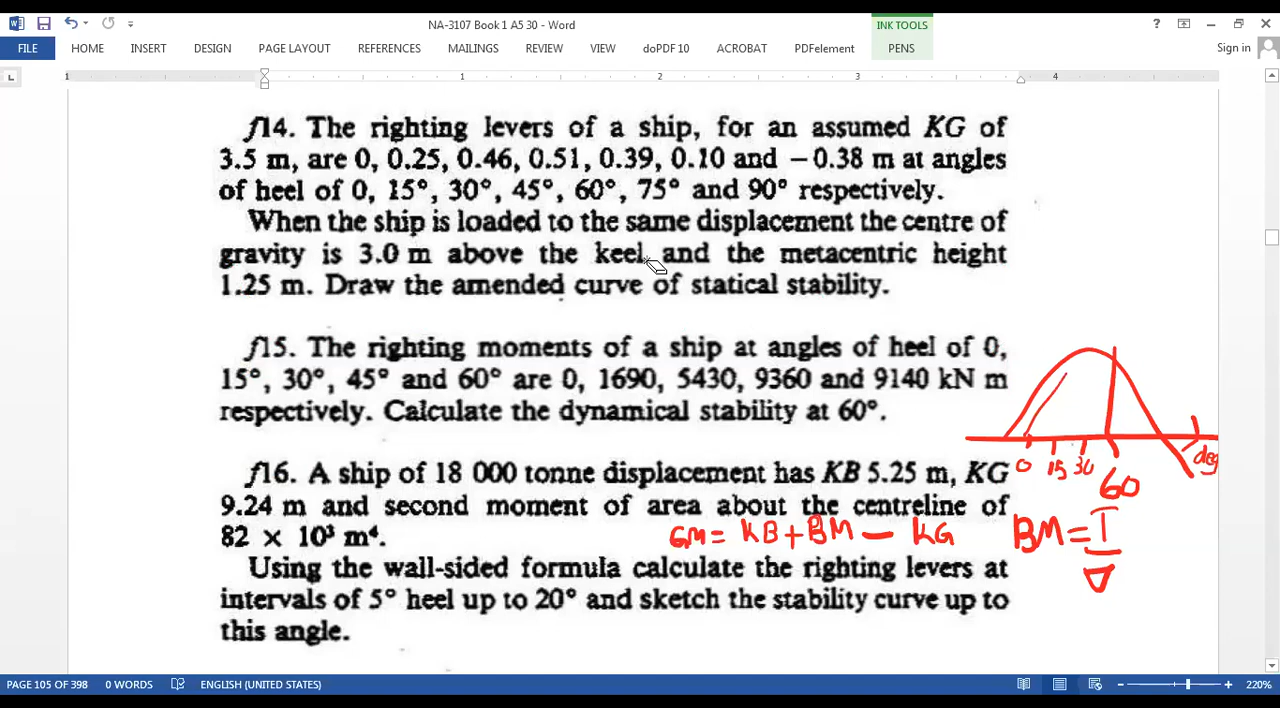 NA-3107 Book 1 A5 30 - Word
INK TOOLS
FILE HOME INSERT DESIGN PAGE LAYOUT REFERENCES MAILINGS REVIEW VIEW doPDF 10 ACROBAT PDFelement PENS Sign in
1 1 2 3 4
f14. The righting levers of a ship, for an assumed KG of
3.5 m, are 0, 0.25, 0.46, 0.51, 0.39, 0.10 and −0.38 m at angles
of heel of 0, 15°, 30°, 45°, 60°, 75° and 90° respectively.
When the ship is loaded to the same displacement the centre of
gravity is 3.0 m above the keel and the metacentric height
1.25 m. Draw the amended curve of statical stability.
f15. The righting moments of a ship at angles of heel of 0,
15°, 30°, 45° and 60° are 0, 1690, 5430, 9360 and 9140 kN m
respectively. Calculate the dynamical stability at 60°.
0 15 30 60 deg
f16. A ship of 18 000 tonne displacement has KB 5.25 m, KG
9.24 m and second moment of area about the centreline of
82 × 10³ m⁴.
GM = KB + BM − KG BM = I / ∇
Using the wall-sided formula calculate the righting levers at
intervals of 5° heel up to 20° and sketch the stability curve up to
this angle.
PAGE 105 OF 398 0 WORDS ENGLISH (UNITED STATES) 220%